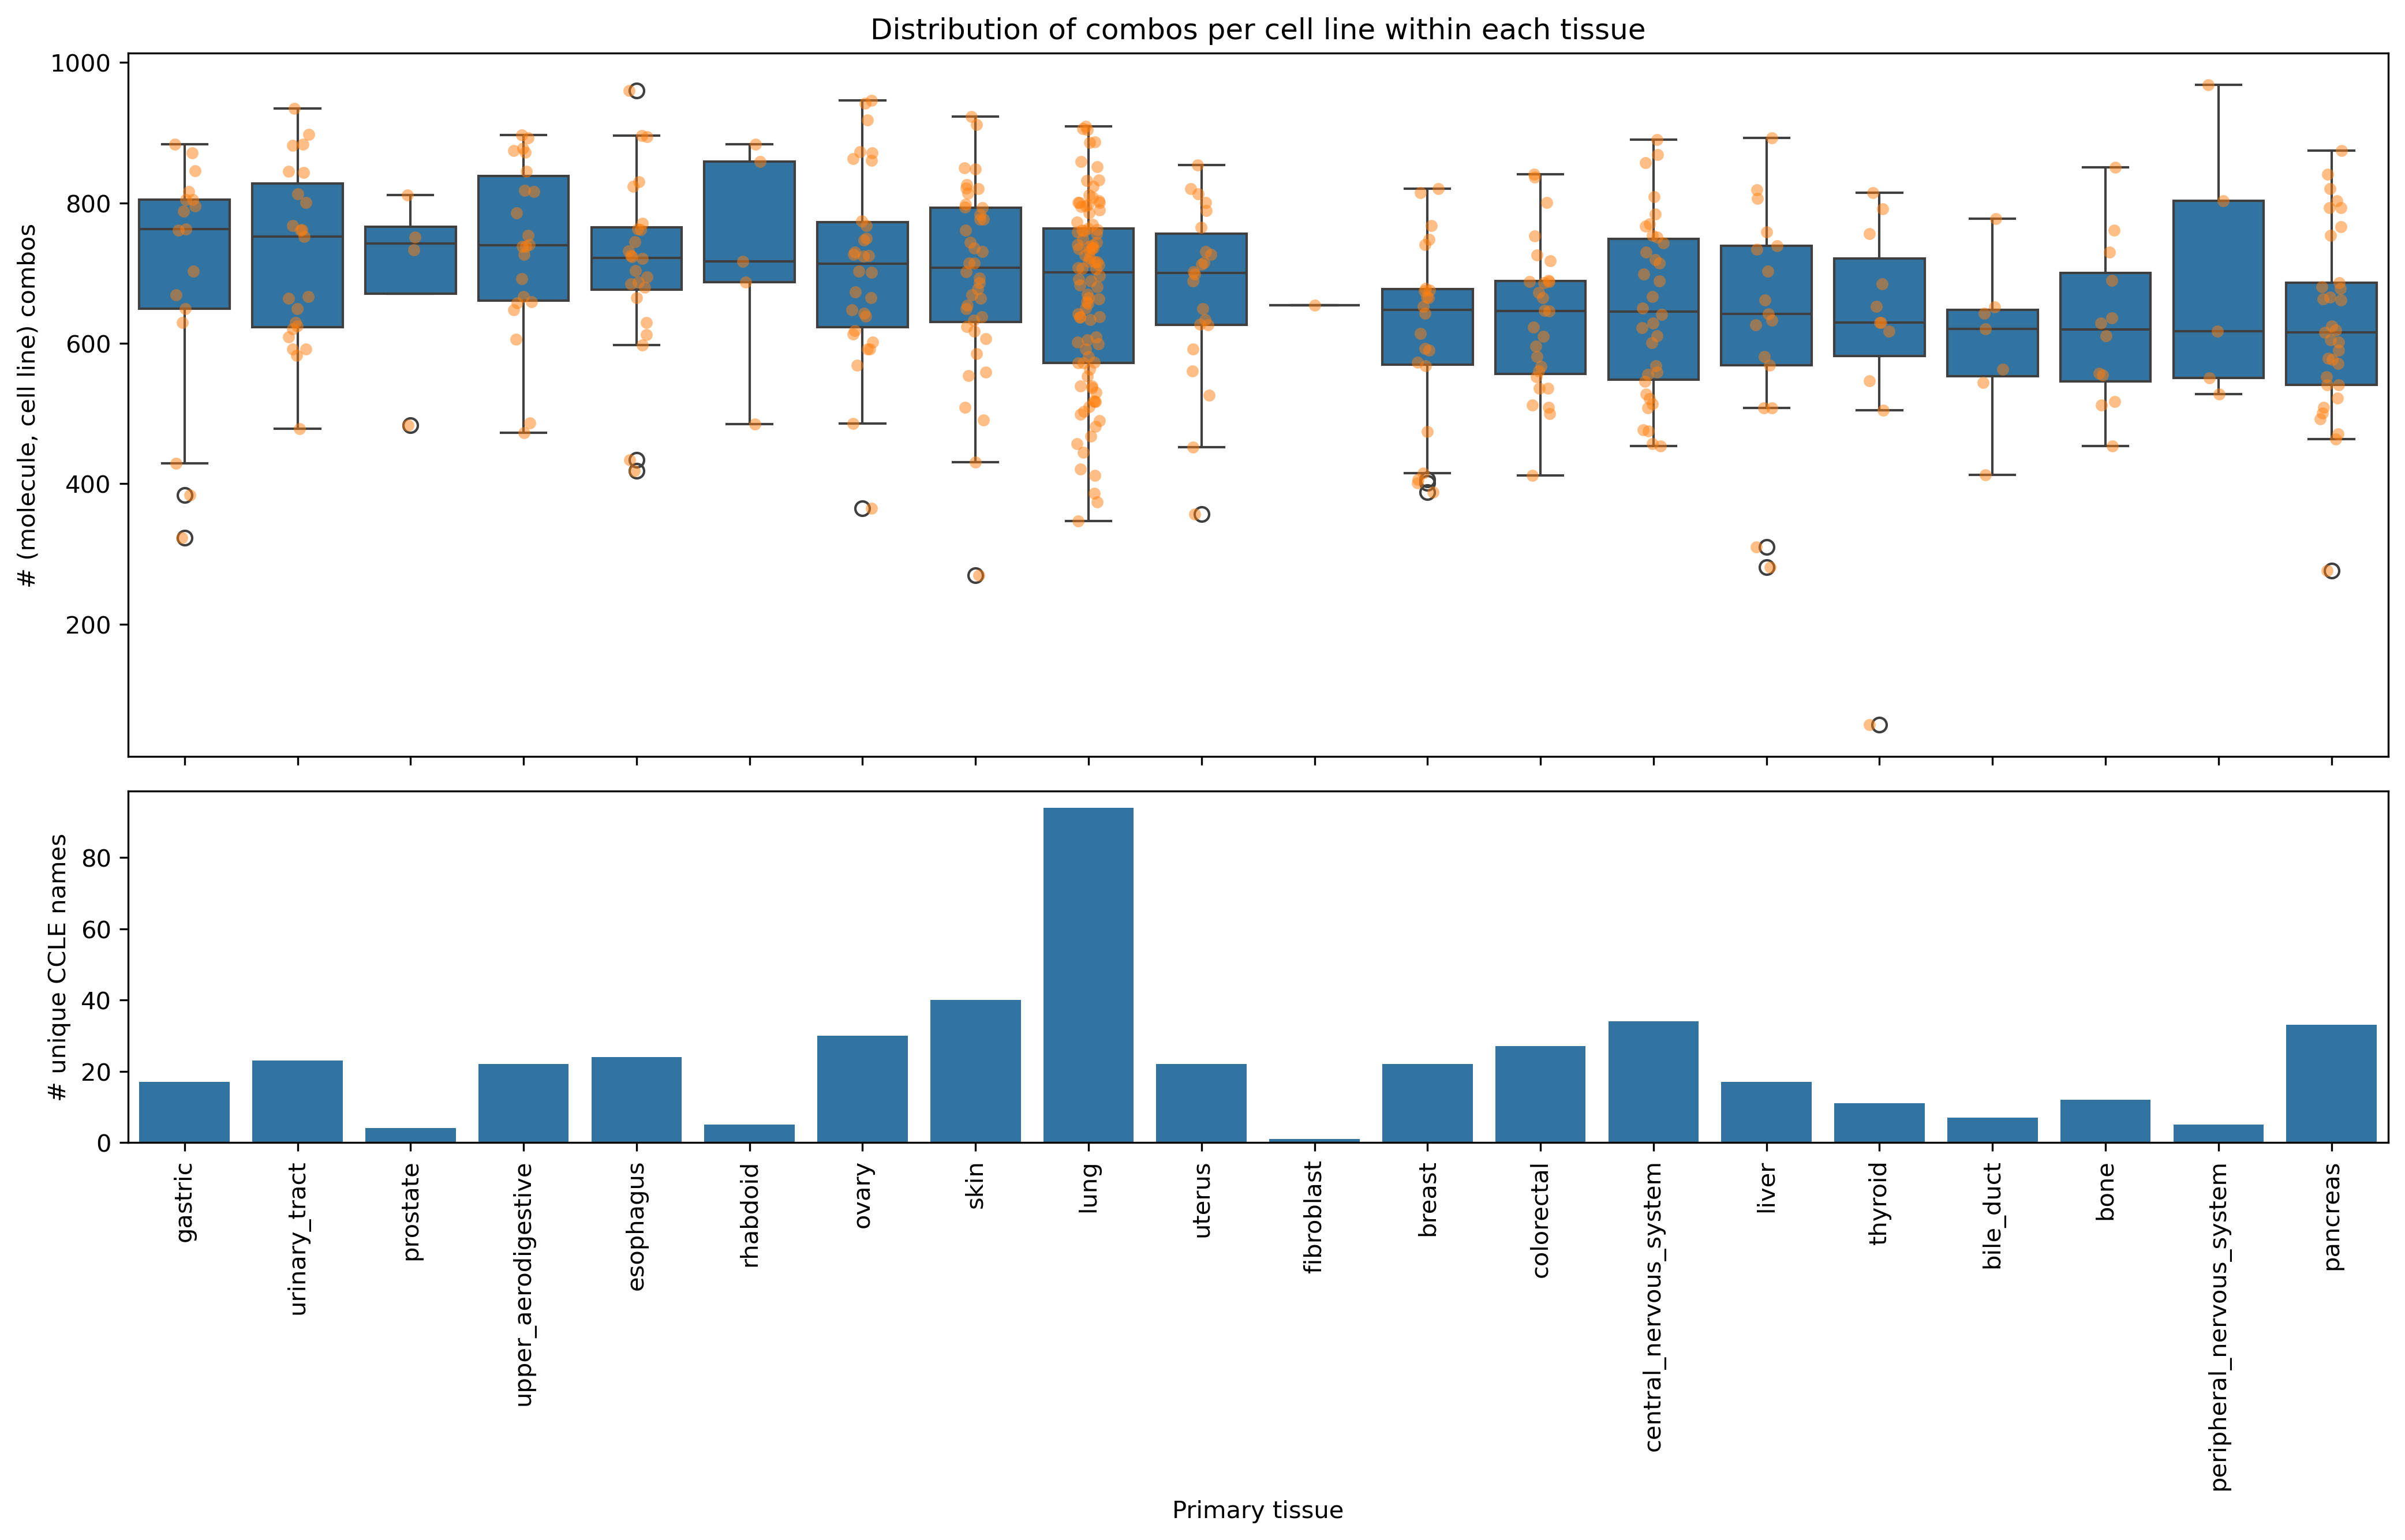 Distribution of combos per cell line within each tissue
# (molecule, cell line) combos
1000
800
600
400
200
# unique CCLE names
80
60
40
20
0
gastric
urinary_tract
prostate
upper_aerodigestive
esophagus
rhabdoid
ovary
skin
lung
uterus
fibroblast
breast
colorectal
central_nervous_system
liver
thyroid
bile_duct
bone
peripheral_nervous_system
pancreas
Primary tissue